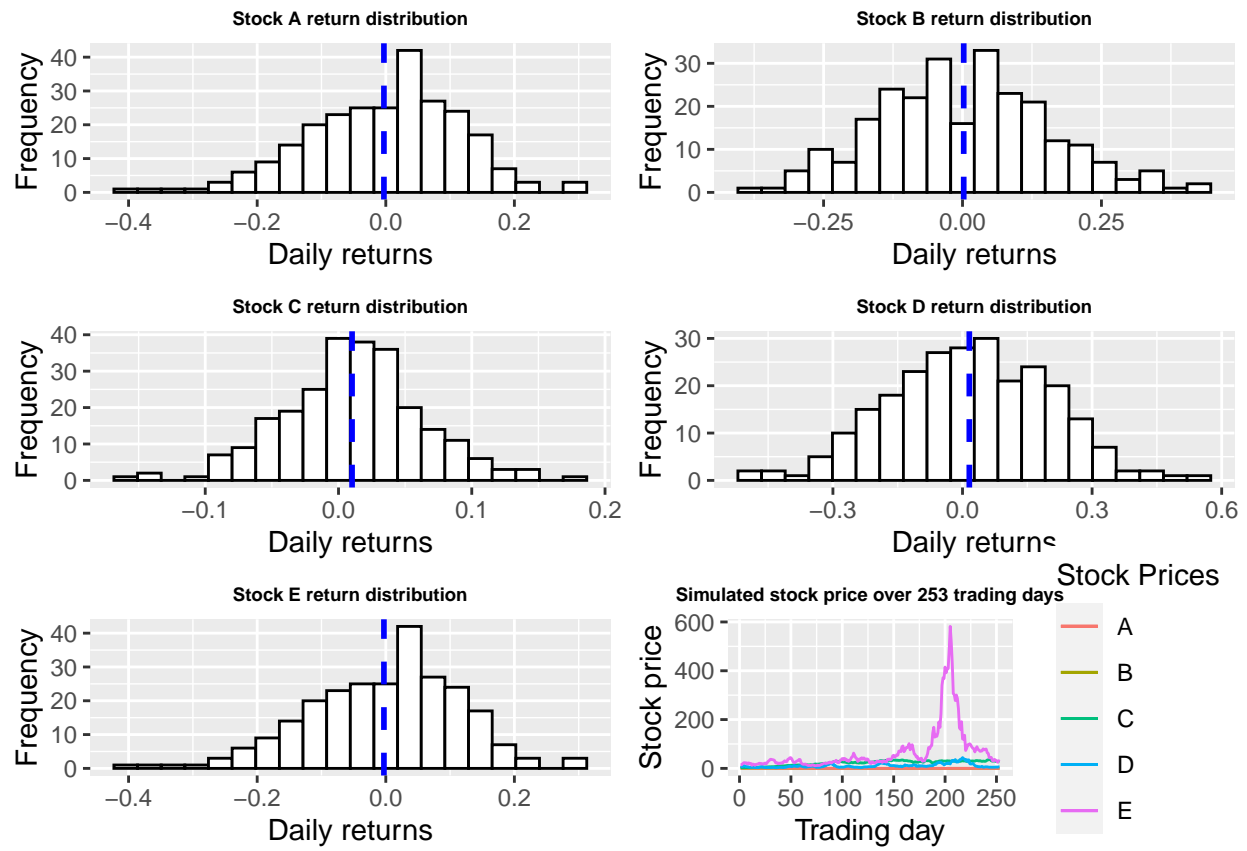 Stock A return distribution
Frequency
40
30
20
10
0
−0.4
−0.2
0.0
0.2
Daily returns
Stock B return distribution
Frequency
30
20
10
0
−0.25
0.00
0.25
Daily returns
Stock C return distribution
Frequency
40
30
20
10
0
−0.1
0.0
0.1
0.2
Daily returns
Stock D return distribution
Frequency
30
20
10
0
−0.3
0.0
0.3
0.6
Daily returns
Stock E return distribution
Frequency
40
30
20
10
0
−0.4
−0.2
0.0
0.2
Daily returns
Simulated stock price over 253 trading days
Stock price
600
400
200
0
0
50
100
150
200
250
Trading day
Stock Prices
A
B
C
D
E